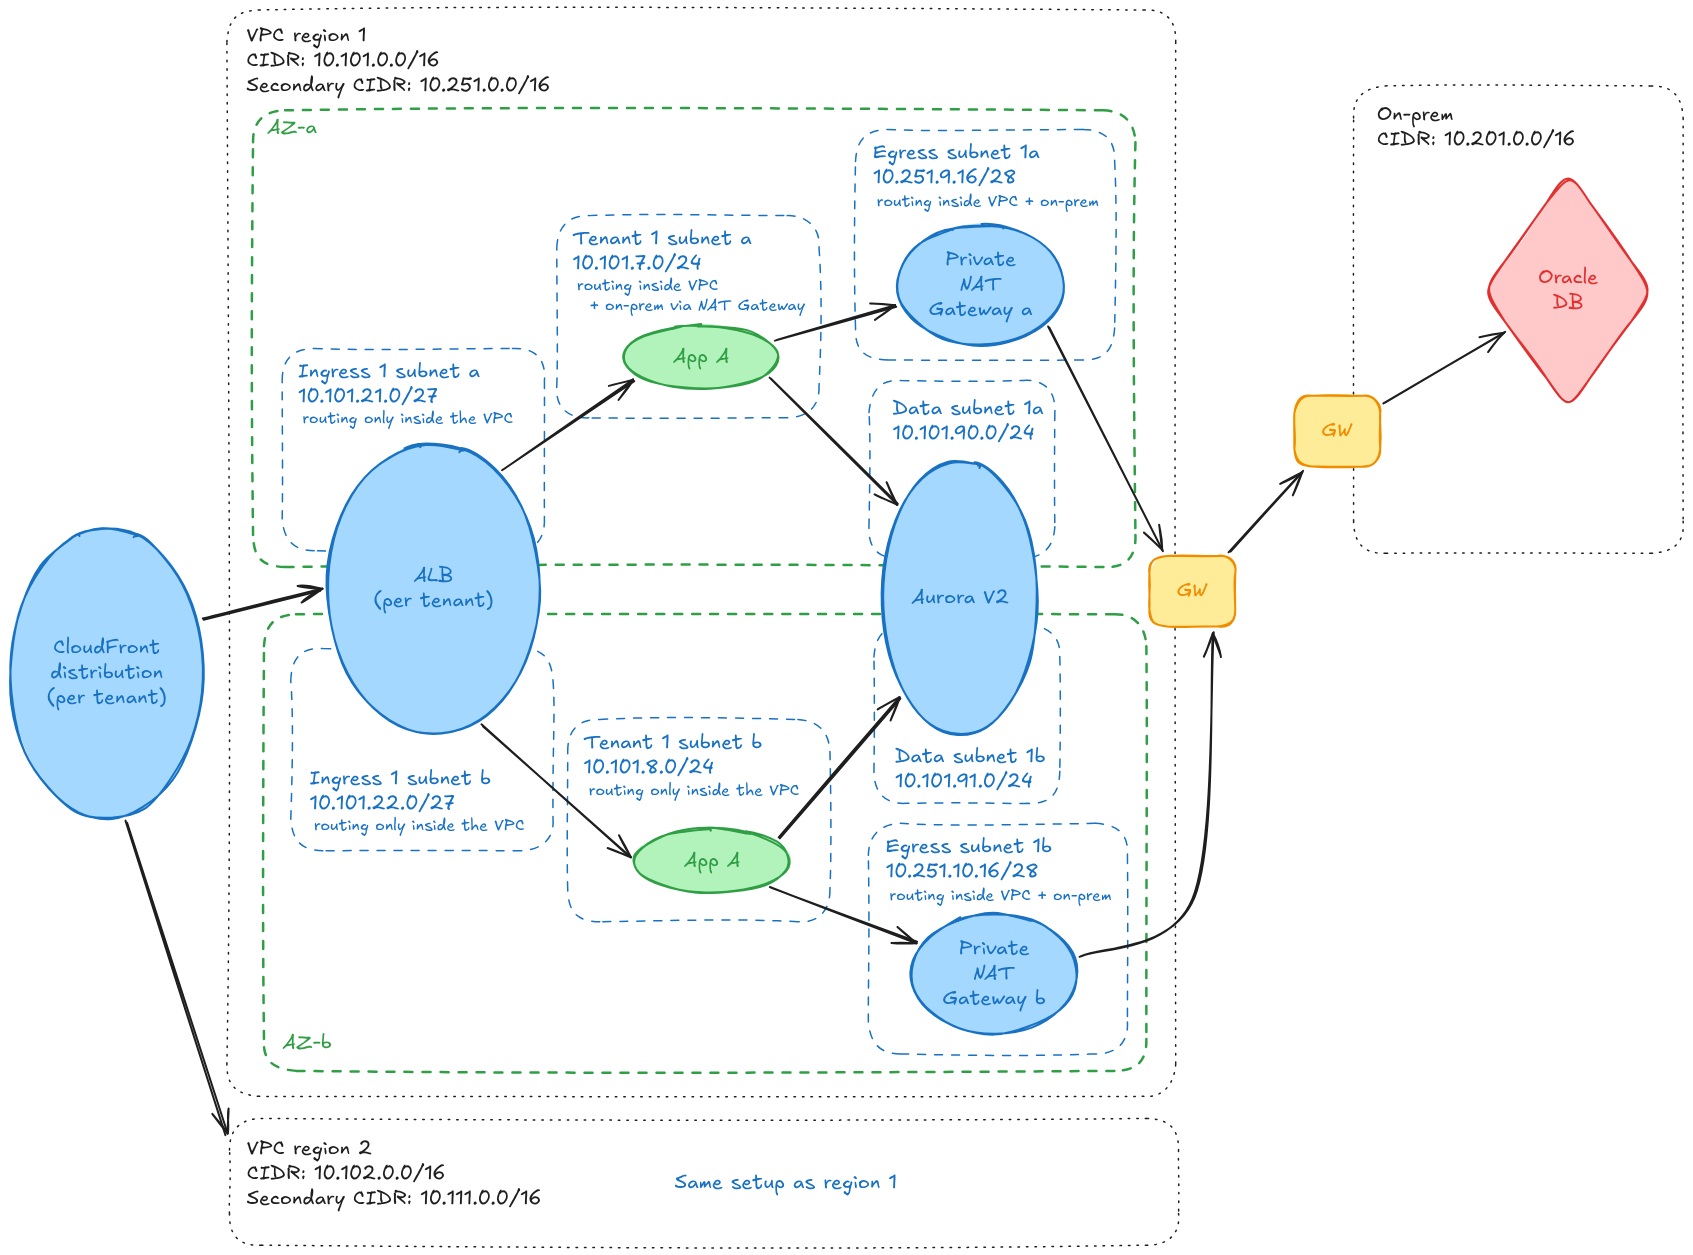 VPC region 1
CIDR: 10.101.0.0/16
Secondary CIDR: 10.251.0.0/16
AZ-a
Egress subnet 1a
10.251.9.16/28
routing inside VPC + on-prem
Private
NAT
Gateway a
Tenant 1 subnet a
10.101.7.0/24
routing inside VPC
+ on-prem via NAT Gateway
App A
Ingress 1 subnet a
10.101.21.0/27
routing only inside the VPC
Data subnet 1a
10.101.90.0/24
On-prem
CIDR: 10.201.0.0/16
Oracle
DB
GW
GW
ALB
(per tenant)
Aurora V2
CloudFront
distribution
(per tenant)
Ingress 1 subnet b
10.101.22.0/27
routing only inside the VPC
Tenant 1 subnet b
10.101.8.0/24
routing only inside the VPC
App A
Data subnet 1b
10.101.91.0/24
Egress subnet 1b
10.251.10.16/28
routing inside VPC + on-prem
Private
NAT
Gateway b
AZ-b
VPC region 2
CIDR: 10.102.0.0/16
Secondary CIDR: 10.111.0.0/16
Same setup as region 1